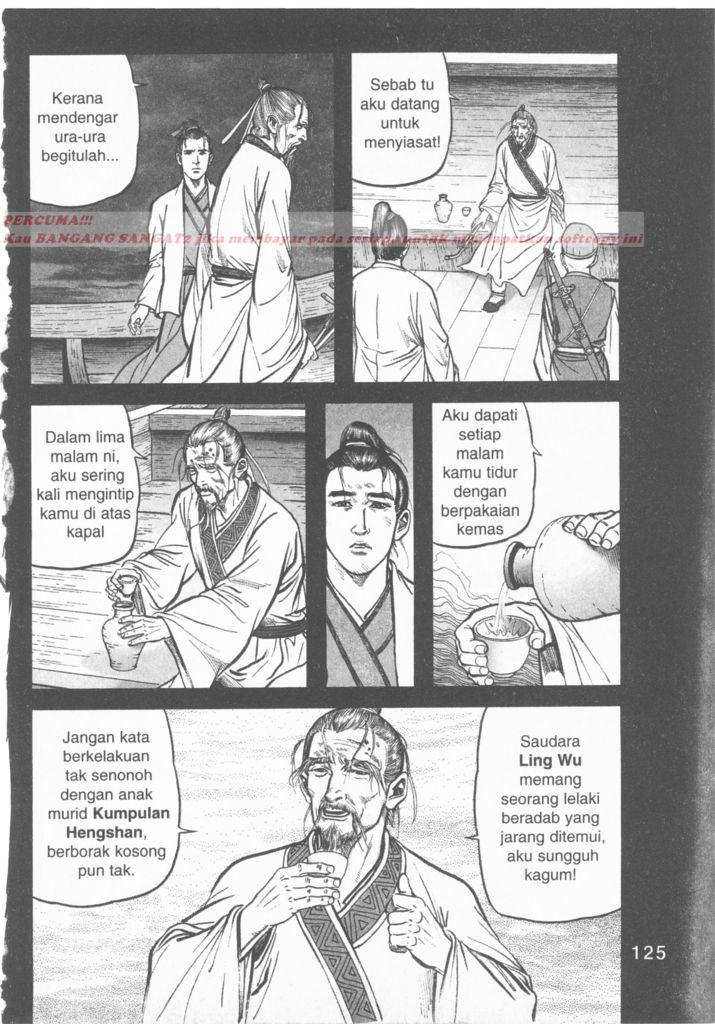 Kerana
mendengar
ura-ura
begitulah...
Sebab tu
aku datang
untuk
menyiasat!
PERCUMA!!!
Kau BANGANG SANGAT2 jika membayar pada sesiapa untuk mendapatkan softcopy ini
Dalam lima
malam ni,
aku sering
kali mengintip
kamu di atas
kapal
Aku dapati
setiap
malam
kamu tidur
dengan
berpakaian
kemas
Jangan kata
berkelakuan
tak senonoh
dengan anak
murid Kumpulan
Hengshan,
berborak kosong
pun tak.
Saudara
Ling Wu
memang
seorang lelaki
beradab yang
jarang ditemui,
aku sungguh
kagum!
125